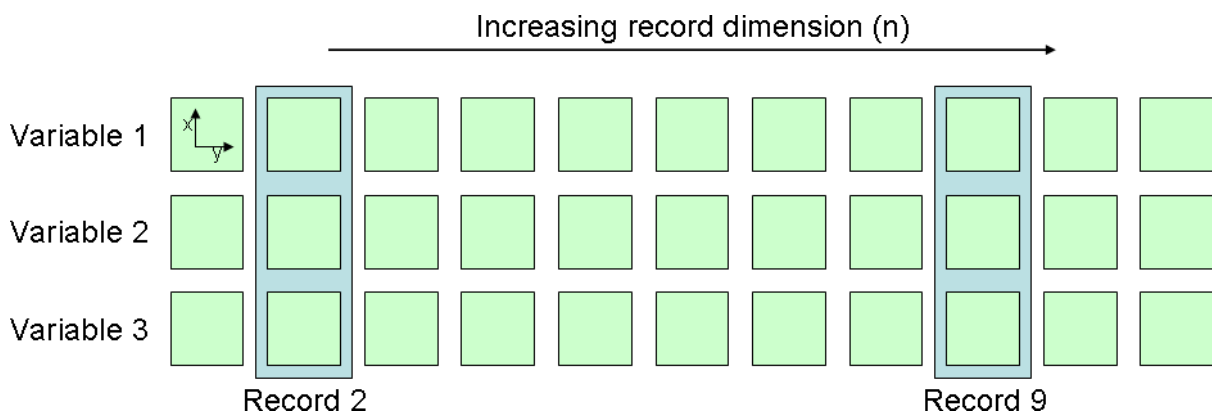 Increasing record dimension (n)
Variable 1
x
y
Variable 2
Variable 3
Record 2
Record 9